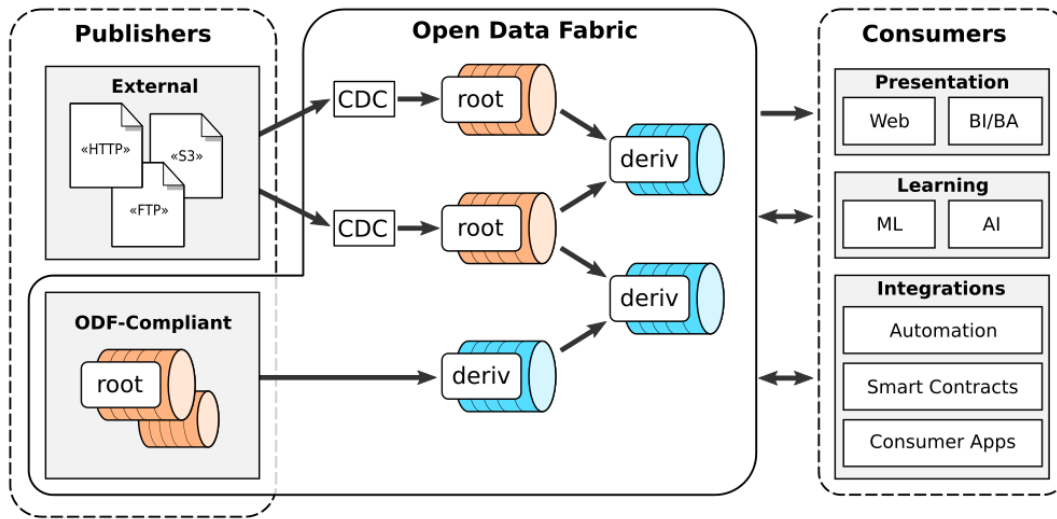 Publishers
External
«HTTP»
«S3»
«FTP»
ODF-Compliant
root
Open Data Fabric
CDC
root
deriv
CDC
root
deriv
deriv
Consumers
Presentation
Web
BI/BA
Learning
ML
AI
Integrations
Automation
Smart Contracts
Consumer Apps